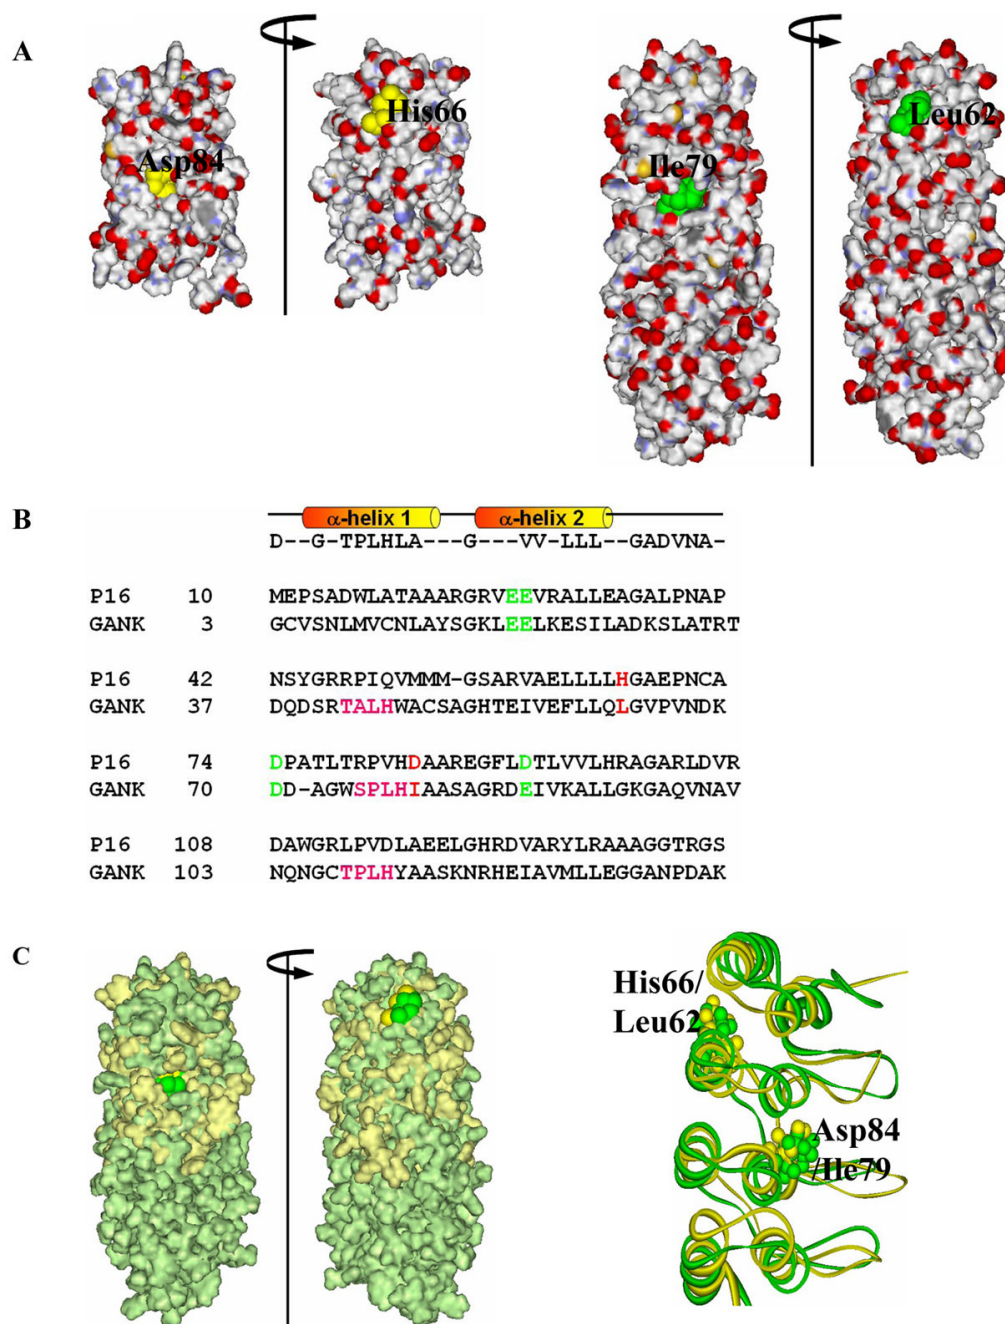 A
Asp84
His66
Ile79
Leu62
B
α-helix 1 α-helix 2
D--G-TPLHLA---G---VV-LLL--GADVNA-
P16 10 MEPSADWLATAAARGRVEEVRALLEAGALPNAP
GANK 3 GCVSNLMVCNLAYSGKLEELKESILADKSLATRT
P16 42 NSYGRRPIQVMMM-GSARVAELLLLHGAEPNCA
GANK 37 DQDSRTALHWACSAGHTEIVEFLLQLGVPVNDK
P16 74 DPATLTRPVHDAAREGFLDTLVVLHRAGARLDVR
GANK 70 DD-AGWSPLHIAASAGRDEIVKALLGKGAQVNAV
P16 108 DAWGRLPVDLAEELGHRDVARYLRAAAGGTRGS
GANK 103 NQNGCTPLHYAASKNRHEIAVMLLEGGANPDAK
C
His66/
Leu62
Asp84
/Ile79